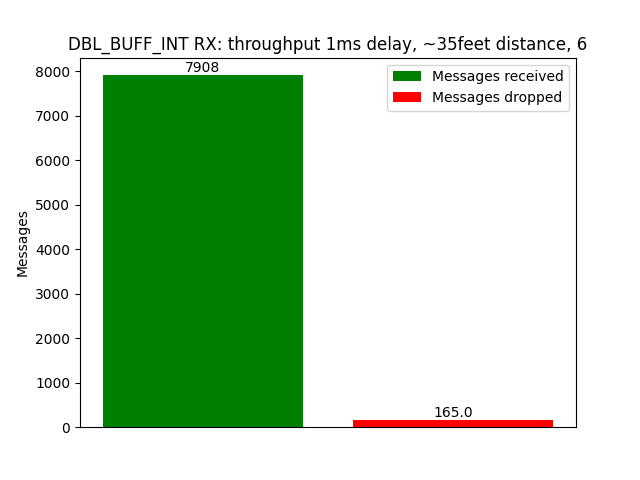 DBL_BUFF_INT RX: throughput 1ms delay, ~35feet distance, 6
7908
Messages received
Messages dropped
8000
7000
6000
5000
4000
3000
2000
1000
0
Messages
165.0